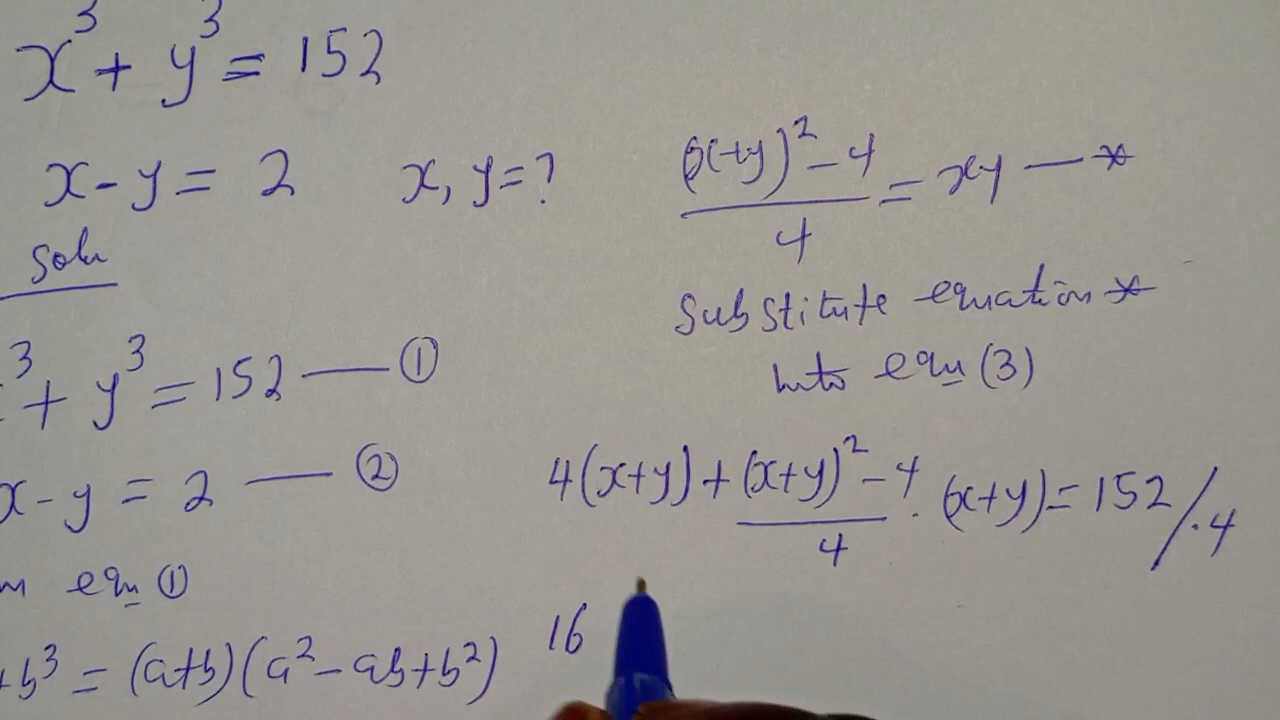 x³ + y³ = 152
x - y = 2 x, y = ?
Soln
³ + y³ = 152 —— ①
x - y = 2 —— ②
eqn ①
+ b³ = (a+b)(a² - ab + b²)
(x+y)² - 4 / 4 = xy — *
Substitute equation *
into eqn (3)
4(x+y) + (x+y)² - 4 / 4 . (x+y) = 152 / . 4
16